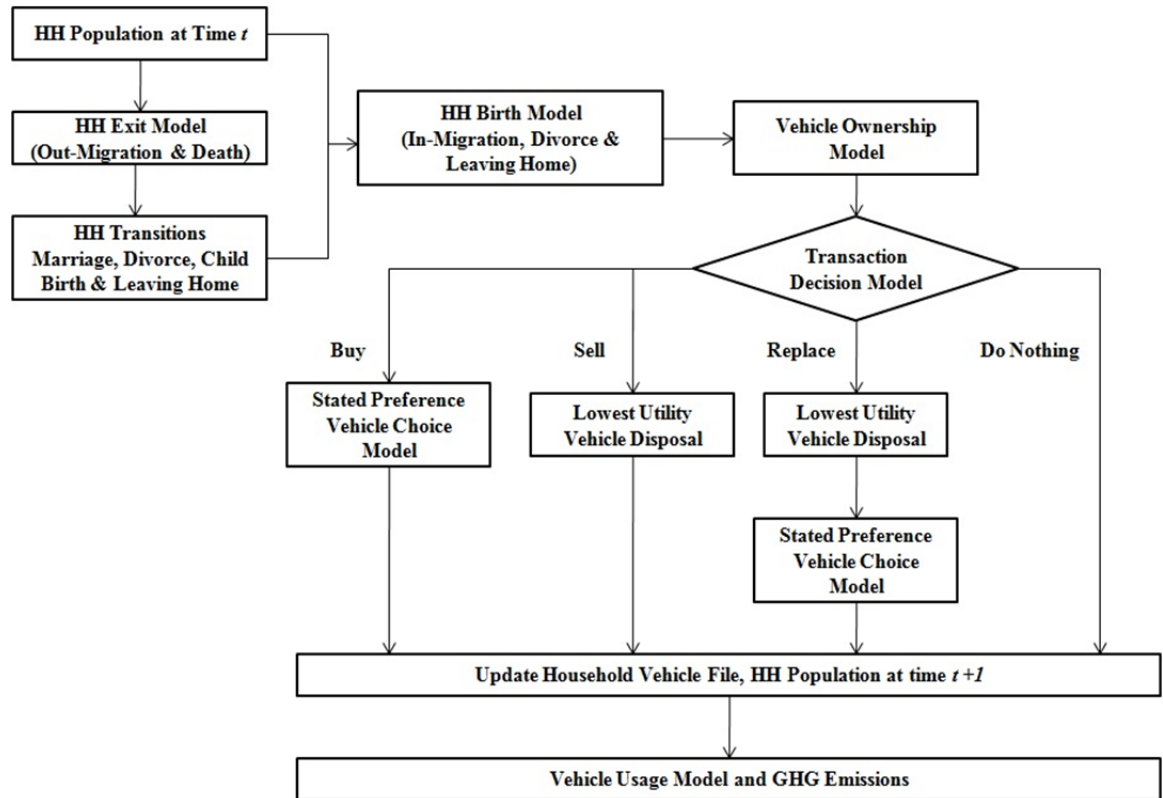 HH Population at Time t
HH Exit Model
(Out-Migration & Death)
HH Transitions
Marriage, Divorce, Child
Birth & Leaving Home
HH Birth Model
(In-Migration, Divorce &
Leaving Home)
Vehicle Ownership
Model
Transaction
Decision Model
Buy
Sell
Replace
Do Nothing
Stated Preference
Vehicle Choice
Model
Lowest Utility
Vehicle Disposal
Lowest Utility
Vehicle Disposal
Stated Preference
Vehicle Choice
Model
Update Household Vehicle File, HH Population at time t +1
Vehicle Usage Model and GHG Emissions